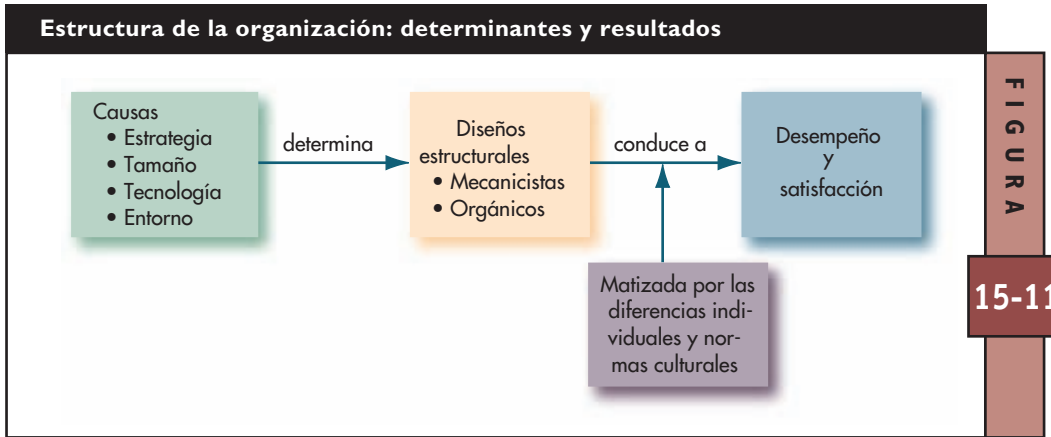 Estructura de la organización: determinantes y resultados
Causas
• Estrategia
• Tamaño
• Tecnología
• Entorno
determina
Diseños
estructurales
• Mecanicistas
• Orgánicos
conduce a
Desempeño
y
satisfacción
Matizada por las
diferencias indi-
viduales y nor-
mas culturales
FIGURA
15-11